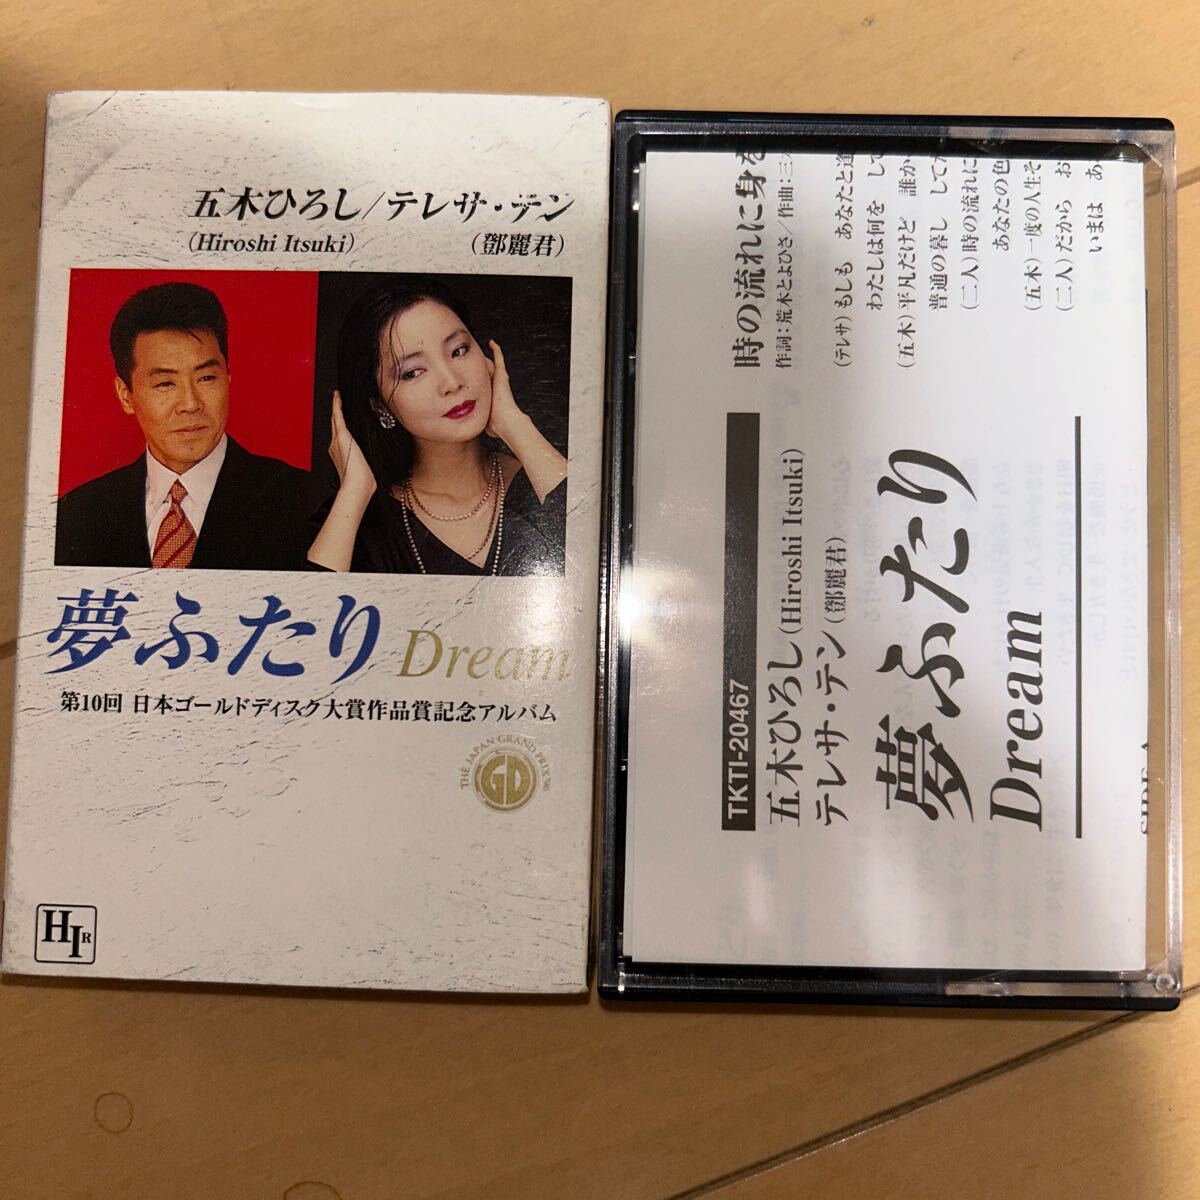 五木ひろし/テレサ・テン
(Hiroshi Itsuki) (鄧麗君)
夢ふたり Dream
第10回 日本ゴールドディスク大賞作品賞記念アルバム
THE JAPAN GRAND PRIX '96
GD
HIR
TKTI-20467
五木ひろし(Hiroshi Itsuki)
テレサ・テン(鄧麗君)
夢ふたり
Dream
SIDE A
時の流れに身を
作詞:荒木とよひさ/作曲:三
(テレサ)もしも あなたと
わたしは何を して
(五木)平凡だけど 誰か
普通の暮し してた
(二人)時の流れに
あなたの色
(五木)一度の人生そ
(二人)だから お
いまは あ